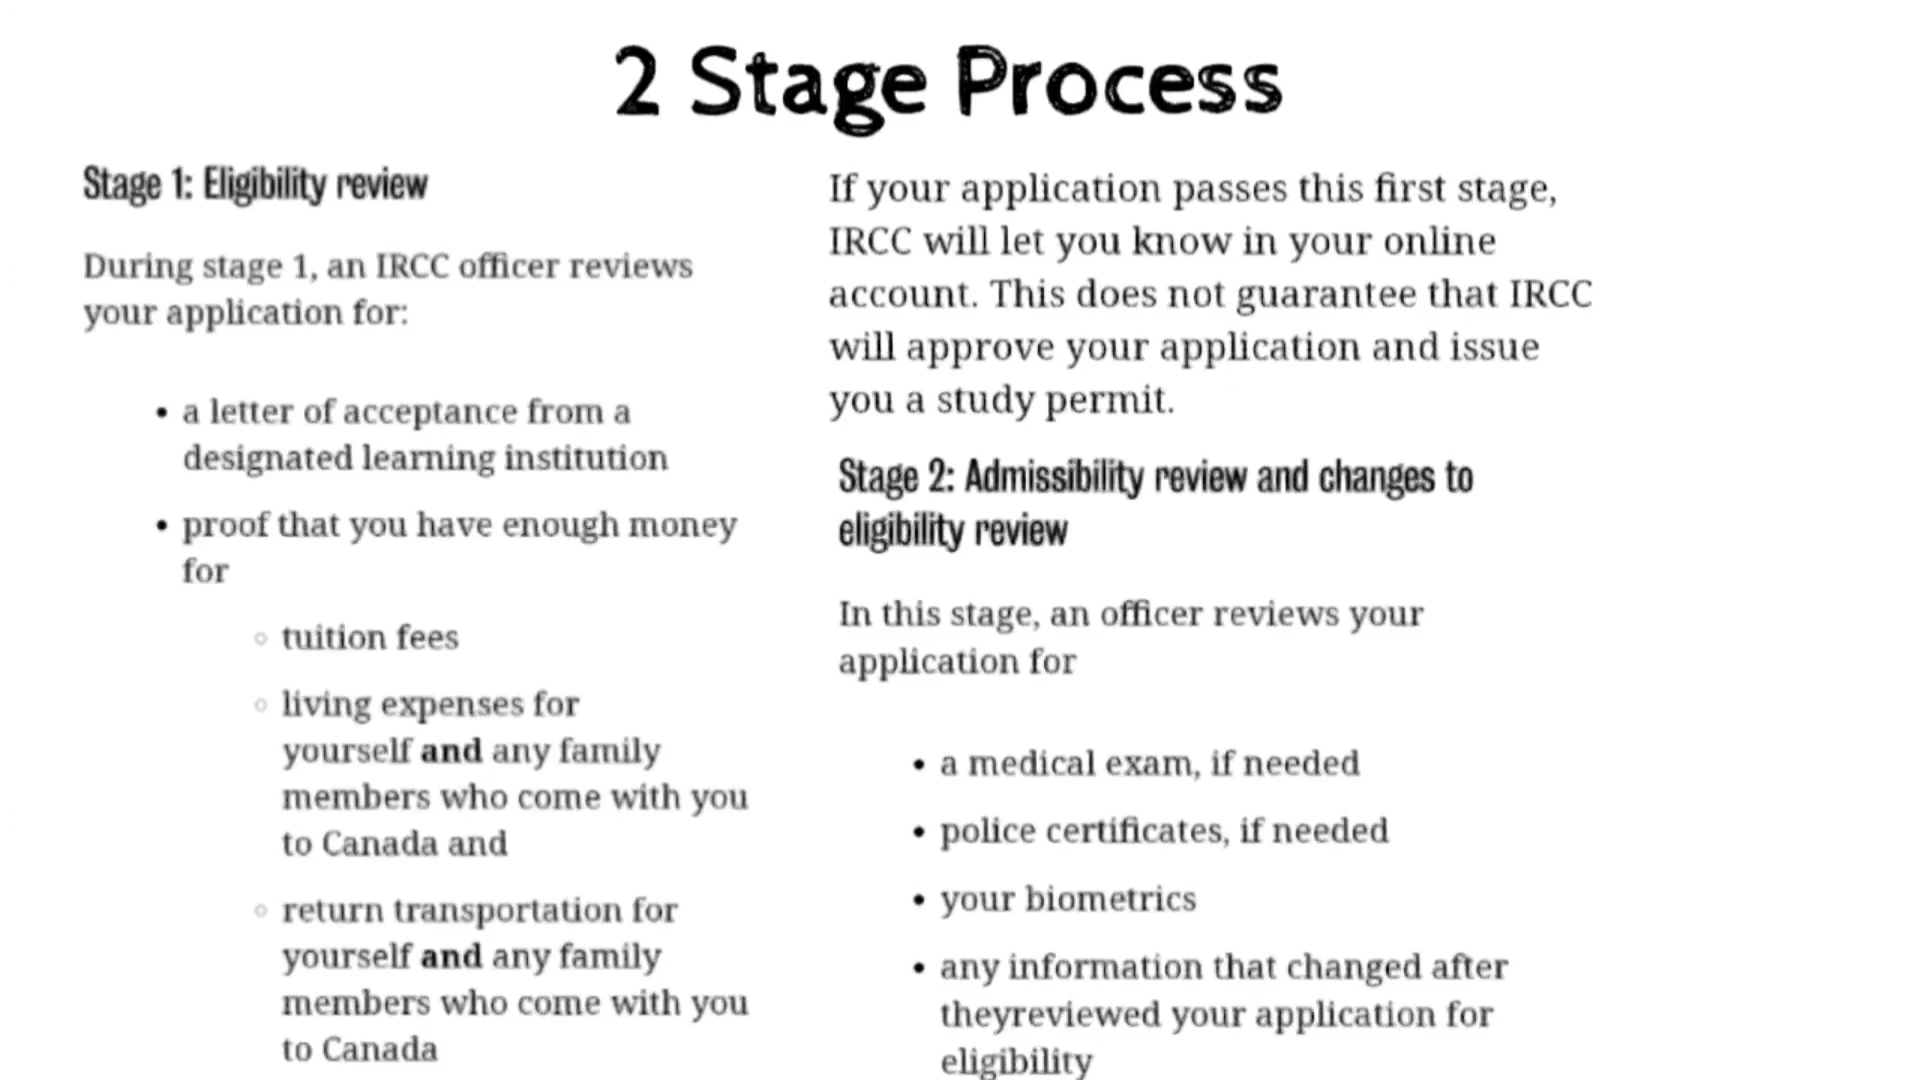 2 Stage Process
Stage 1: Eligibility review
During stage 1, an IRCC officer reviews
your application for:
• a letter of acceptance from a
designated learning institution
• proof that you have enough money
for
○ tuition fees
○ living expenses for
yourself and any family
members who come with you
to Canada and
○ return transportation for
yourself and any family
members who come with you
to Canada
If your application passes this first stage,
IRCC will let you know in your online
account. This does not guarantee that IRCC
will approve your application and issue
you a study permit.
Stage 2: Admissibility review and changes to
eligibility review
In this stage, an officer reviews your
application for
• a medical exam, if needed
• police certificates, if needed
• your biometrics
• any information that changed after
theyreviewed your application for
eligibility